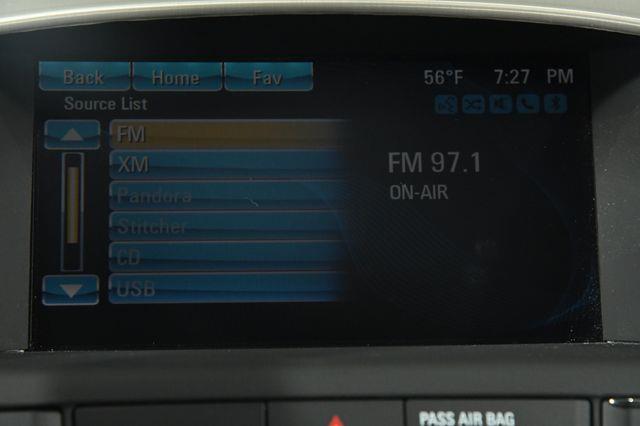 Back Home Fav 56°F 7:27 PM
Source List
FM
XM
Pandora
Stitcher
CD
USB
FM 97.1
ON-AIR
PASS AIR BAG